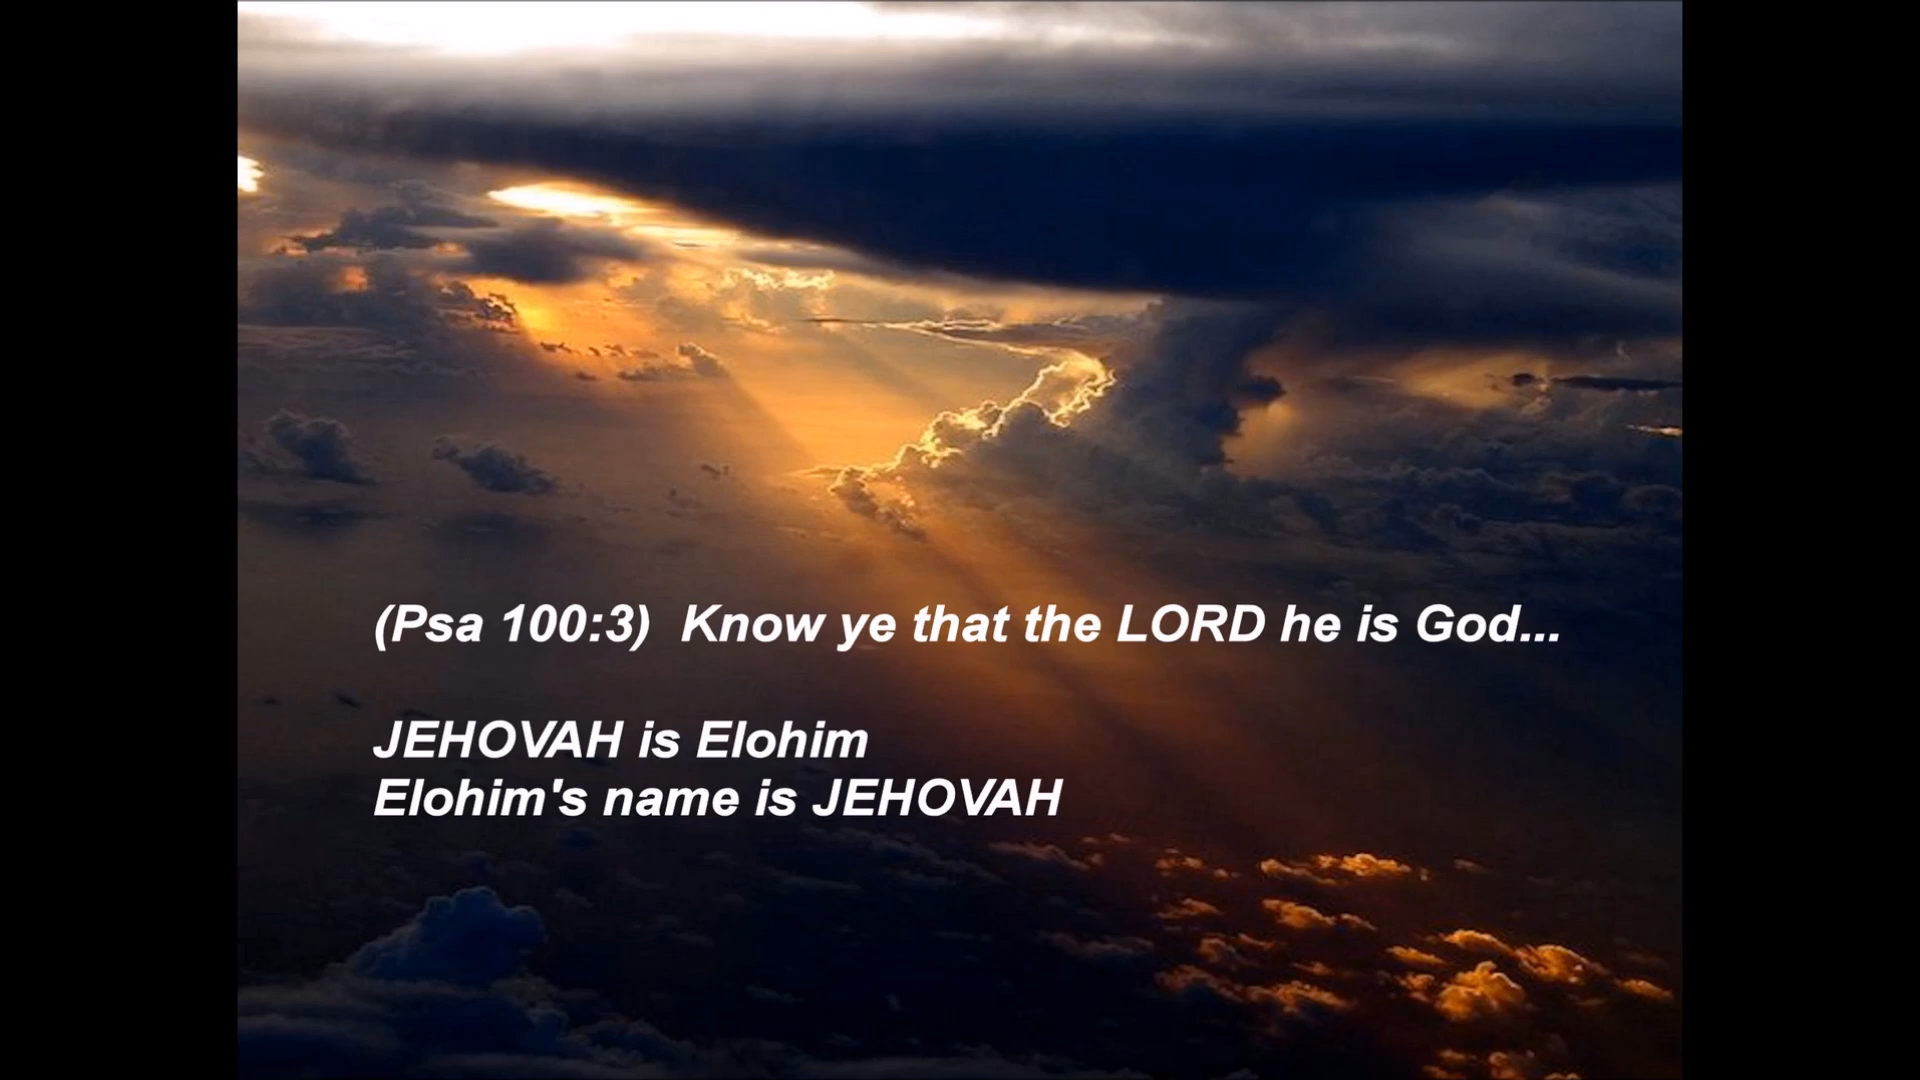 (Psa 100:3)  Know ye that the LORD he is God...
JEHOVAH is Elohim
Elohim's name is JEHOVAH